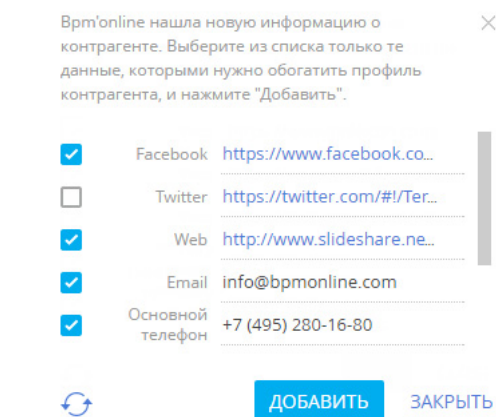 Bpm'online нашла новую информацию о
контрагенте. Выберите из списка только те
данные, которыми нужно обогатить профиль
контрагента, и нажмите "Добавить".
Facebook https://www.facebook.co...
Twitter https://twitter.com/#!/Ter...
Web http://www.slideshare.ne...
Email info@bpmonline.com
Основной
телефон +7 (495) 280-16-80
ДОБАВИТЬ ЗАКРЫТЬ